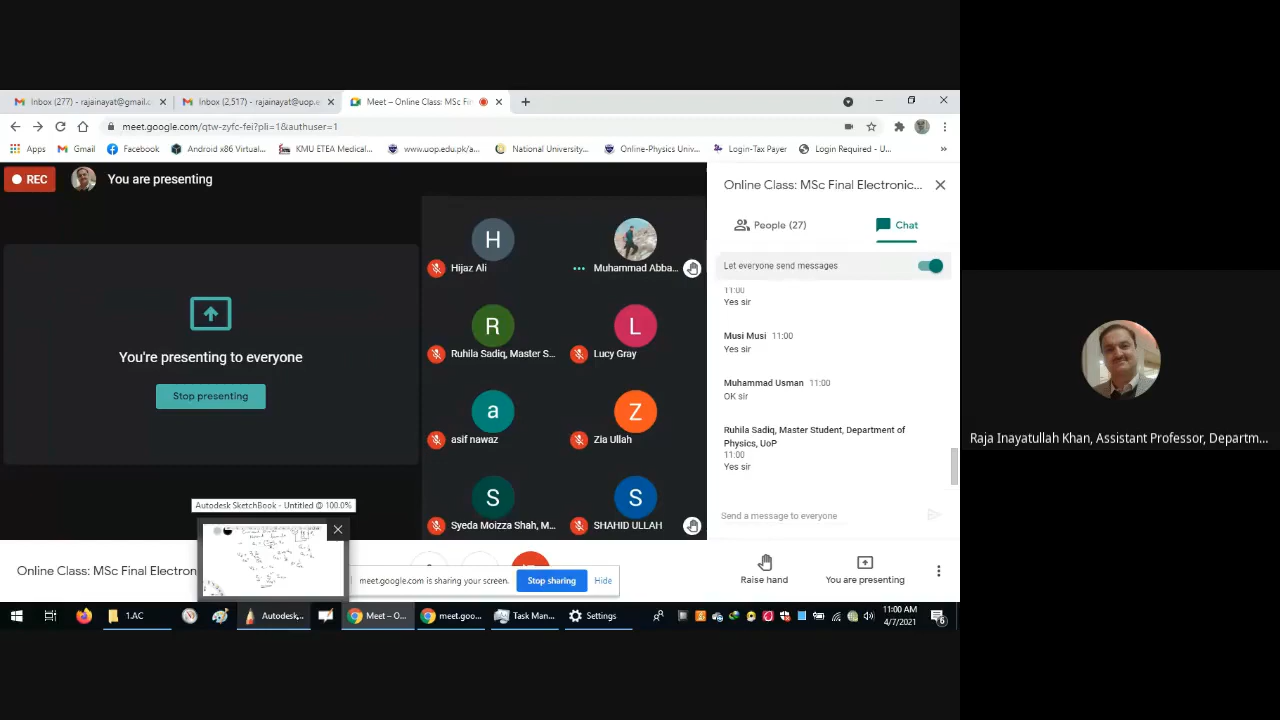 Inbox (277) - rajainayat@gmail.c
Inbox (2,517) - rajainayat@uop.e
Meet – Online Class: MSc Fin
meet.google.com/qtw-zyfc-fei?pli=1&authuser=1
Apps Gmail Facebook Android x86 Virtual... KMU ETEA Medical... www.uop.edu.pk/a... National University... Online-Physics Univ... Login-Tax Payer Login Required - U... »
REC
You are presenting
You're presenting to everyone
Stop presenting
H
Hijaz Ali
Muhammad Abba...
R
Ruhila Sadiq, Master S...
L
Lucy Gray
a
asif nawaz
Z
Zia Ullah
S
Syeda Moizza Shah, M...
S
SHAHID ULLAH
Online Class: MSc Final Electronic...
People (27)
Chat
Let everyone send messages
11:00
Yes sir
Musi Musi 11:00
Yes sir
Muhammad Usman 11:00
OK sir
Ruhila Sadiq, Master Student, Department of
Physics, UoP
11:00
Yes sir
Send a message to everyone
Raise hand
You are presenting
Autodesk SketchBook - Untitled @ 100.0%
Online Class: MSc Final Electron
meet.google.com is sharing your screen.
Stop sharing
Hide
1.AC
Autodesk...
Meet – O...
meet.goo...
Task Man...
Settings
11:00 AM
4/7/2021
6
Raja Inayatullah Khan, Assistant Professor, Departm...